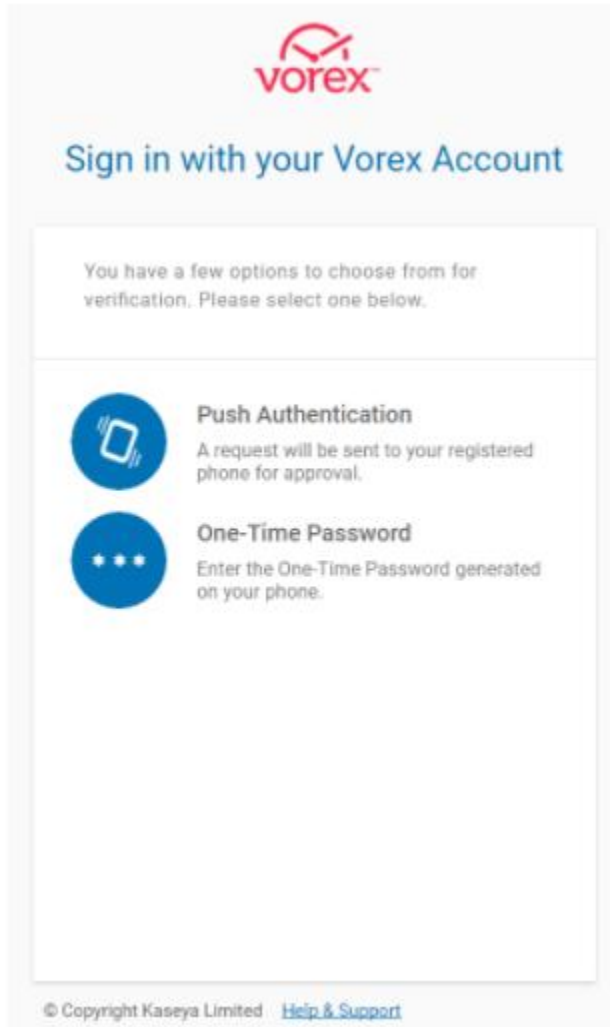 vorex™
Sign in with your Vorex Account
You have a few options to choose from for
verification. Please select one below.
Push Authentication
A request will be sent to your registered
phone for approval.
One-Time Password
Enter the One-Time Password generated
on your phone.
© Copyright Kaseya Limited Help & Support